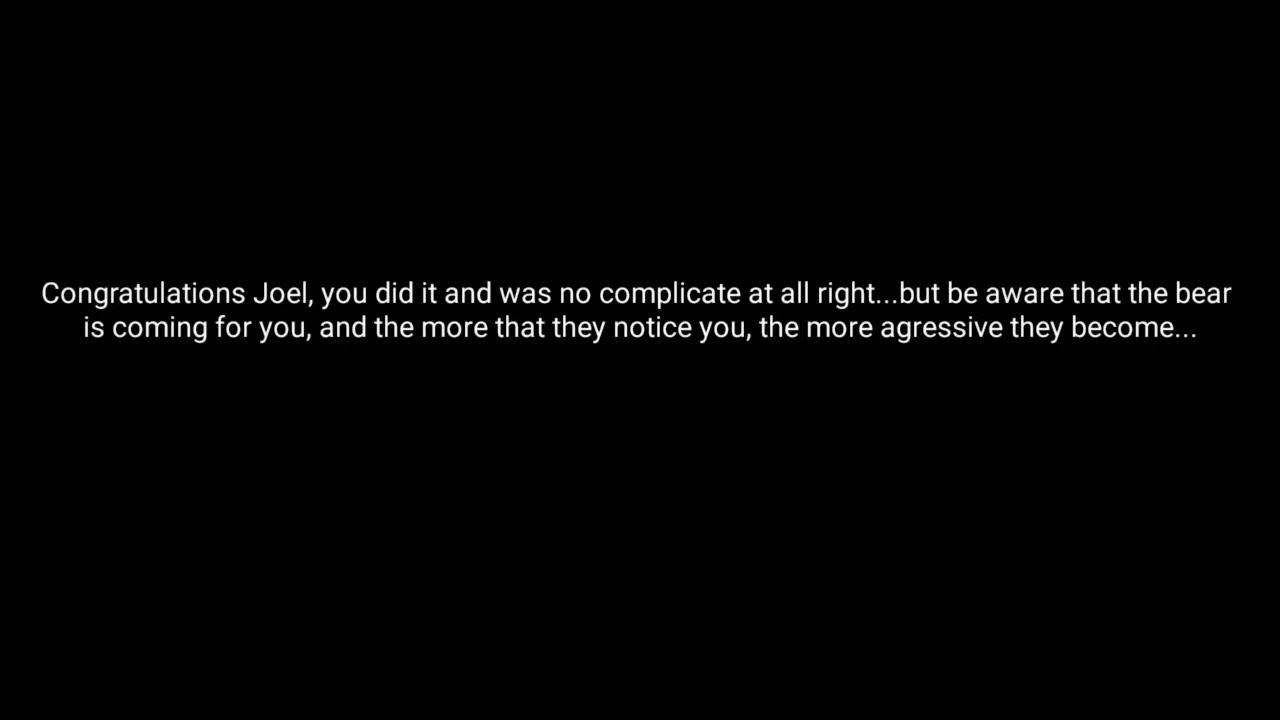 Congratulations Joel, you did it and was no complicate at all right...but be aware that the bear
is coming for you, and the more that they notice you, the more agressive they become...